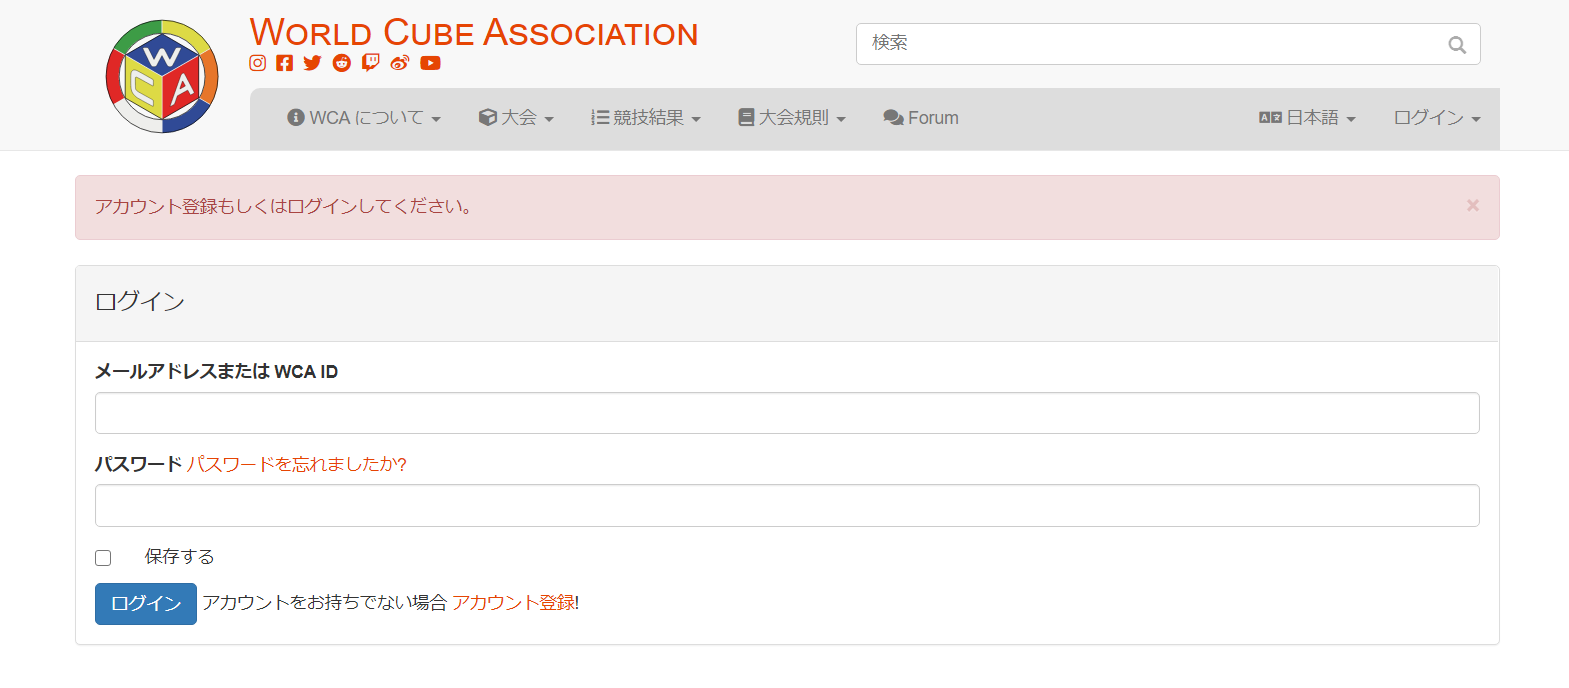 WCA
World Cube Association
検索
WCA について
大会
競技結果
大会規則
Forum
日本語
ログイン
アカウント登録もしくはログインしてください。
×
ログイン
メールアドレスまたは WCA ID
パスワード パスワードを忘れましたか?
保存する
ログイン アカウントをお持ちでない場合 アカウント登録!